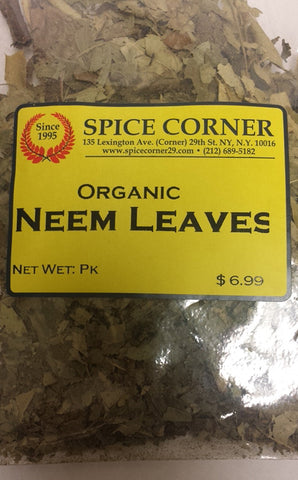 Since
1995
SPICE CORNER
135 Lexington Ave. (Corner) 29th St. NY, N.Y. 10016
www.spicecorner29.com • (212) 689-5182
ORGANIC
NEEM LEAVES
NET WET: PK
$ 6.99